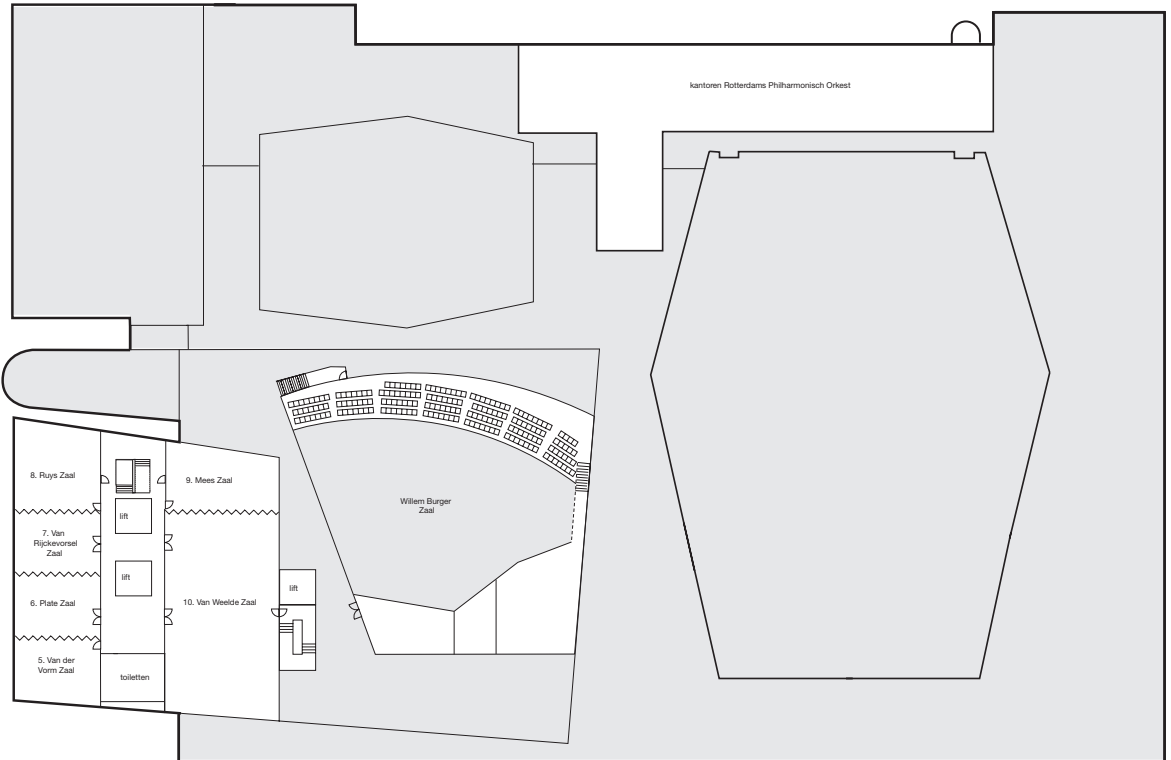 kantoren Rotterdams Philharmonisch Orkest
8. Ruys Zaal
9. Mees Zaal
Willem Burger
Zaal
lift
7. Van
Rijckevorsel
Zaal
lift
lift
6. Plate Zaal
10. Van Weelde Zaal
5. Van der
Vorm Zaal
toiletten